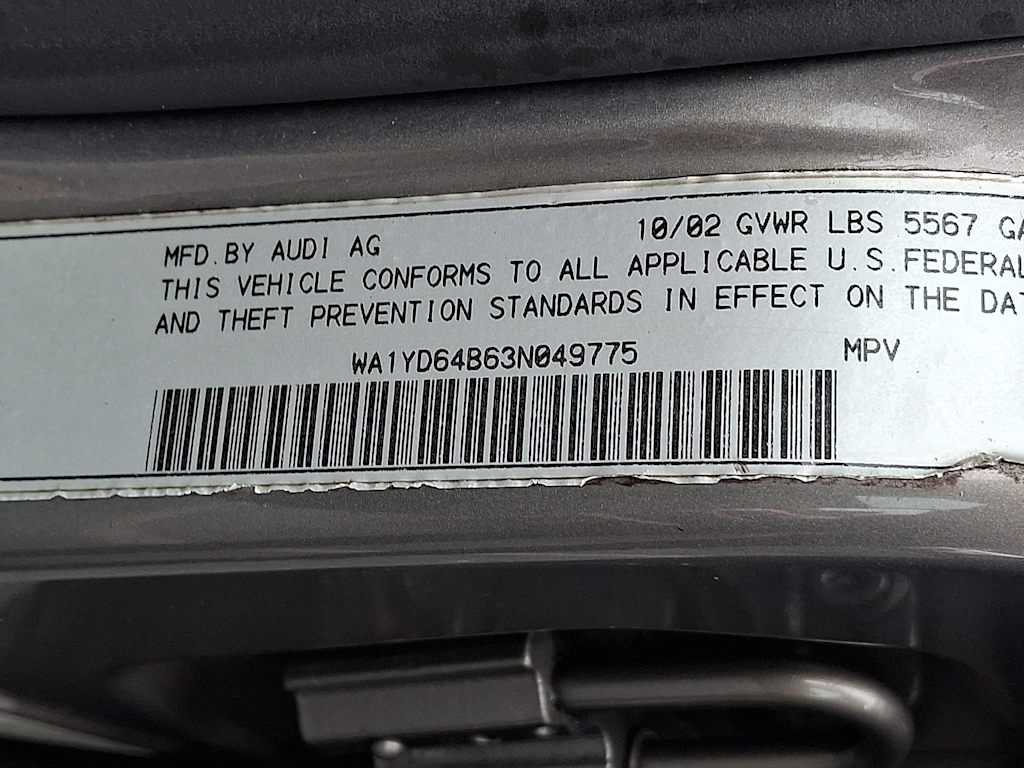 MFD. BY AUDI AG 10/02 GVWR LBS 5567
THIS VEHICLE CONFORMS TO ALL APPLICABLE U.S. FEDERAL
AND THEFT PREVENTION STANDARDS IN EFFECT ON THE
WA1YD64B63N049775 MPV